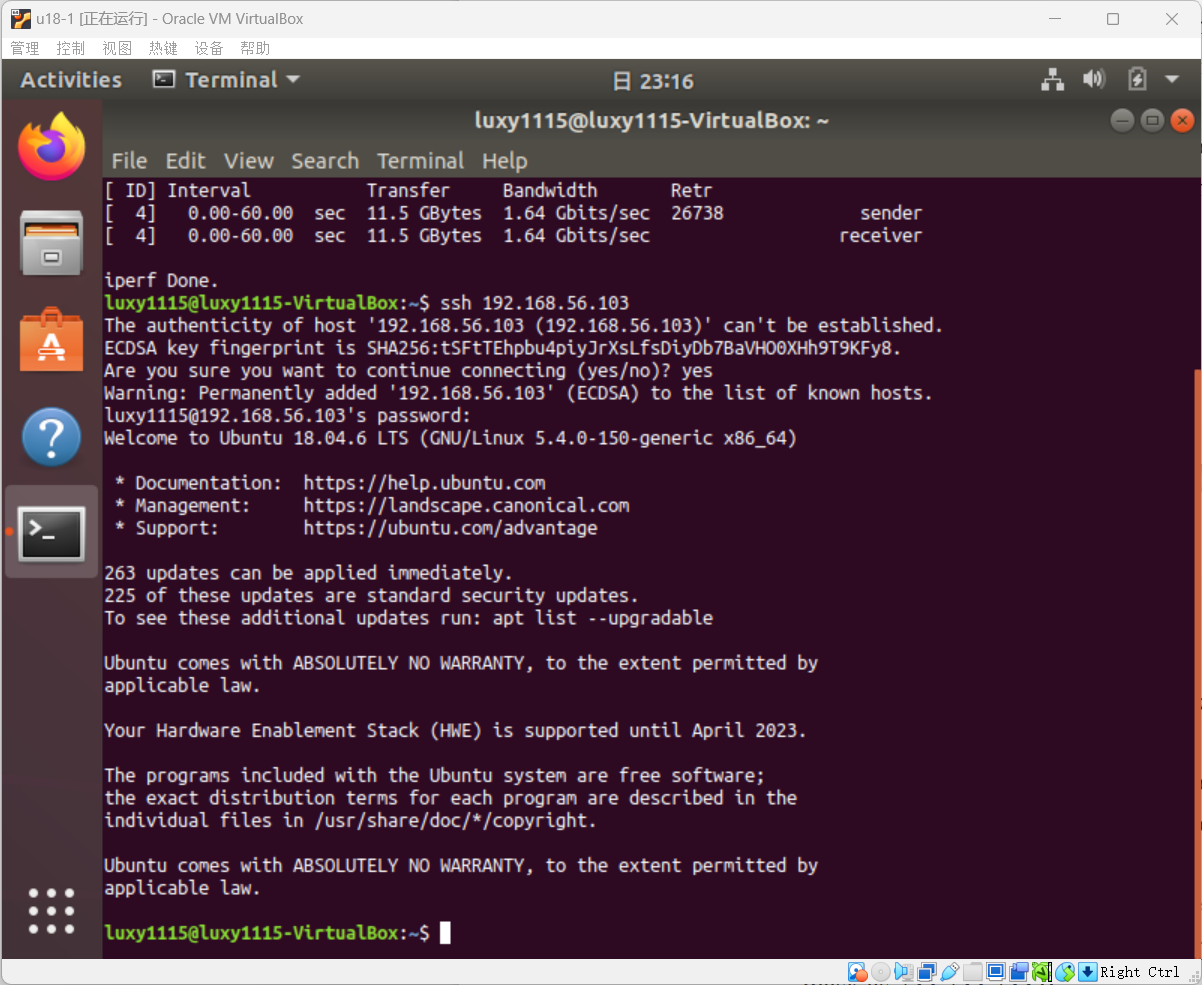 u18-1 [正在运行] - Oracle VM VirtualBox
管理 控制 视图 热键 设备 帮助
Activities Terminal 日 23:16
luxy1115@luxy1115-VirtualBox: ~
File Edit View Search Terminal Help
[ ID] Interval Transfer Bandwidth Retr
[ 4] 0.00-60.00 sec 11.5 GBytes 1.64 Gbits/sec 26738 sender
[ 4] 0.00-60.00 sec 11.5 GBytes 1.64 Gbits/sec receiver
iperf Done.
luxy1115@luxy1115-VirtualBox:~$ ssh 192.168.56.103
The authenticity of host '192.168.56.103 (192.168.56.103)' can't be established.
ECDSA key fingerprint is SHA256:tSFtTEhpbu4piyJrXsLfsDiyDb7BaVHO0XHh9T9KFy8.
Are you sure you want to continue connecting (yes/no)? yes
Warning: Permanently added '192.168.56.103' (ECDSA) to the list of known hosts.
luxy1115@192.168.56.103's password:
Welcome to Ubuntu 18.04.6 LTS (GNU/Linux 5.4.0-150-generic x86_64)
* Documentation: https://help.ubuntu.com
* Management: https://landscape.canonical.com
* Support: https://ubuntu.com/advantage
263 updates can be applied immediately.
225 of these updates are standard security updates.
To see these additional updates run: apt list --upgradable
Ubuntu comes with ABSOLUTELY NO WARRANTY, to the extent permitted by
applicable law.
Your Hardware Enablement Stack (HWE) is supported until April 2023.
The programs included with the Ubuntu system are free software;
the exact distribution terms for each program are described in the
individual files in /usr/share/doc/*/copyright.
Ubuntu comes with ABSOLUTELY NO WARRANTY, to the extent permitted by
applicable law.
luxy1115@luxy1115-VirtualBox:~$
Right Ctrl